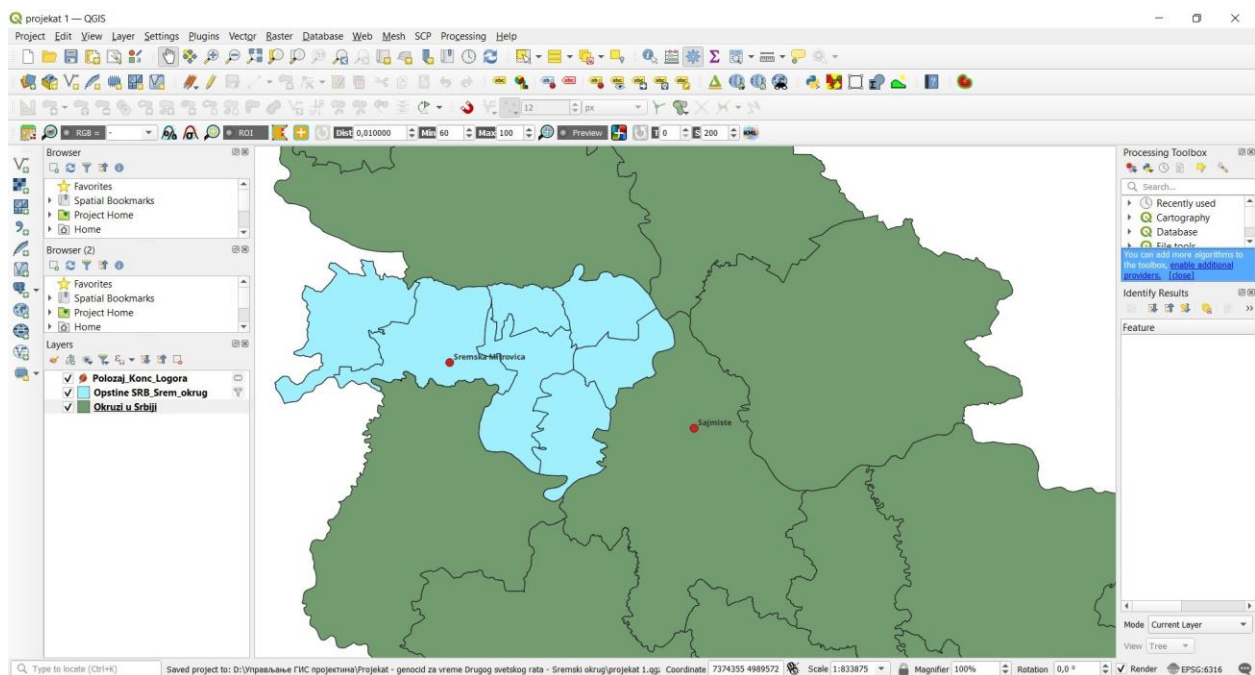 projekat 1 — QGIS
Project Edit View Layer Settings Plugins Vector Raster Database Web Mesh SCP Processing Help
12 px
RGB = - ROI Dist 0,010000 Min 60 Max 100 Preview T 0 S 200 KML
Browser
Favorites
Spatial Bookmarks
Project Home
Home
Browser (2)
Favorites
Spatial Bookmarks
Project Home
Home
Layers
Polozaj_Konc_Logora
Opstine SRB_Srem_okrug
Okruzi u Srbiji
Sremska Mitrovica
Sajmiste
Processing Toolbox
Search...
Recently used
Cartography
Database
File tools
You can add more algorithms to
the toolbox, enable additional
providers. [close]
Identify Results
Feature
Mode Current Layer
View Tree
Type to locate (Ctrl+K) Saved project to: D:\Управљање ГИС пројектима\Projekat - genocid za vreme Drugog svetskog rata - Sremski okrug\projekat 1.qgz Coordinate 7374355 4989572 Scale 1:833875 Magnifier 100% Rotation 0,0 ° Render EPSG:6316